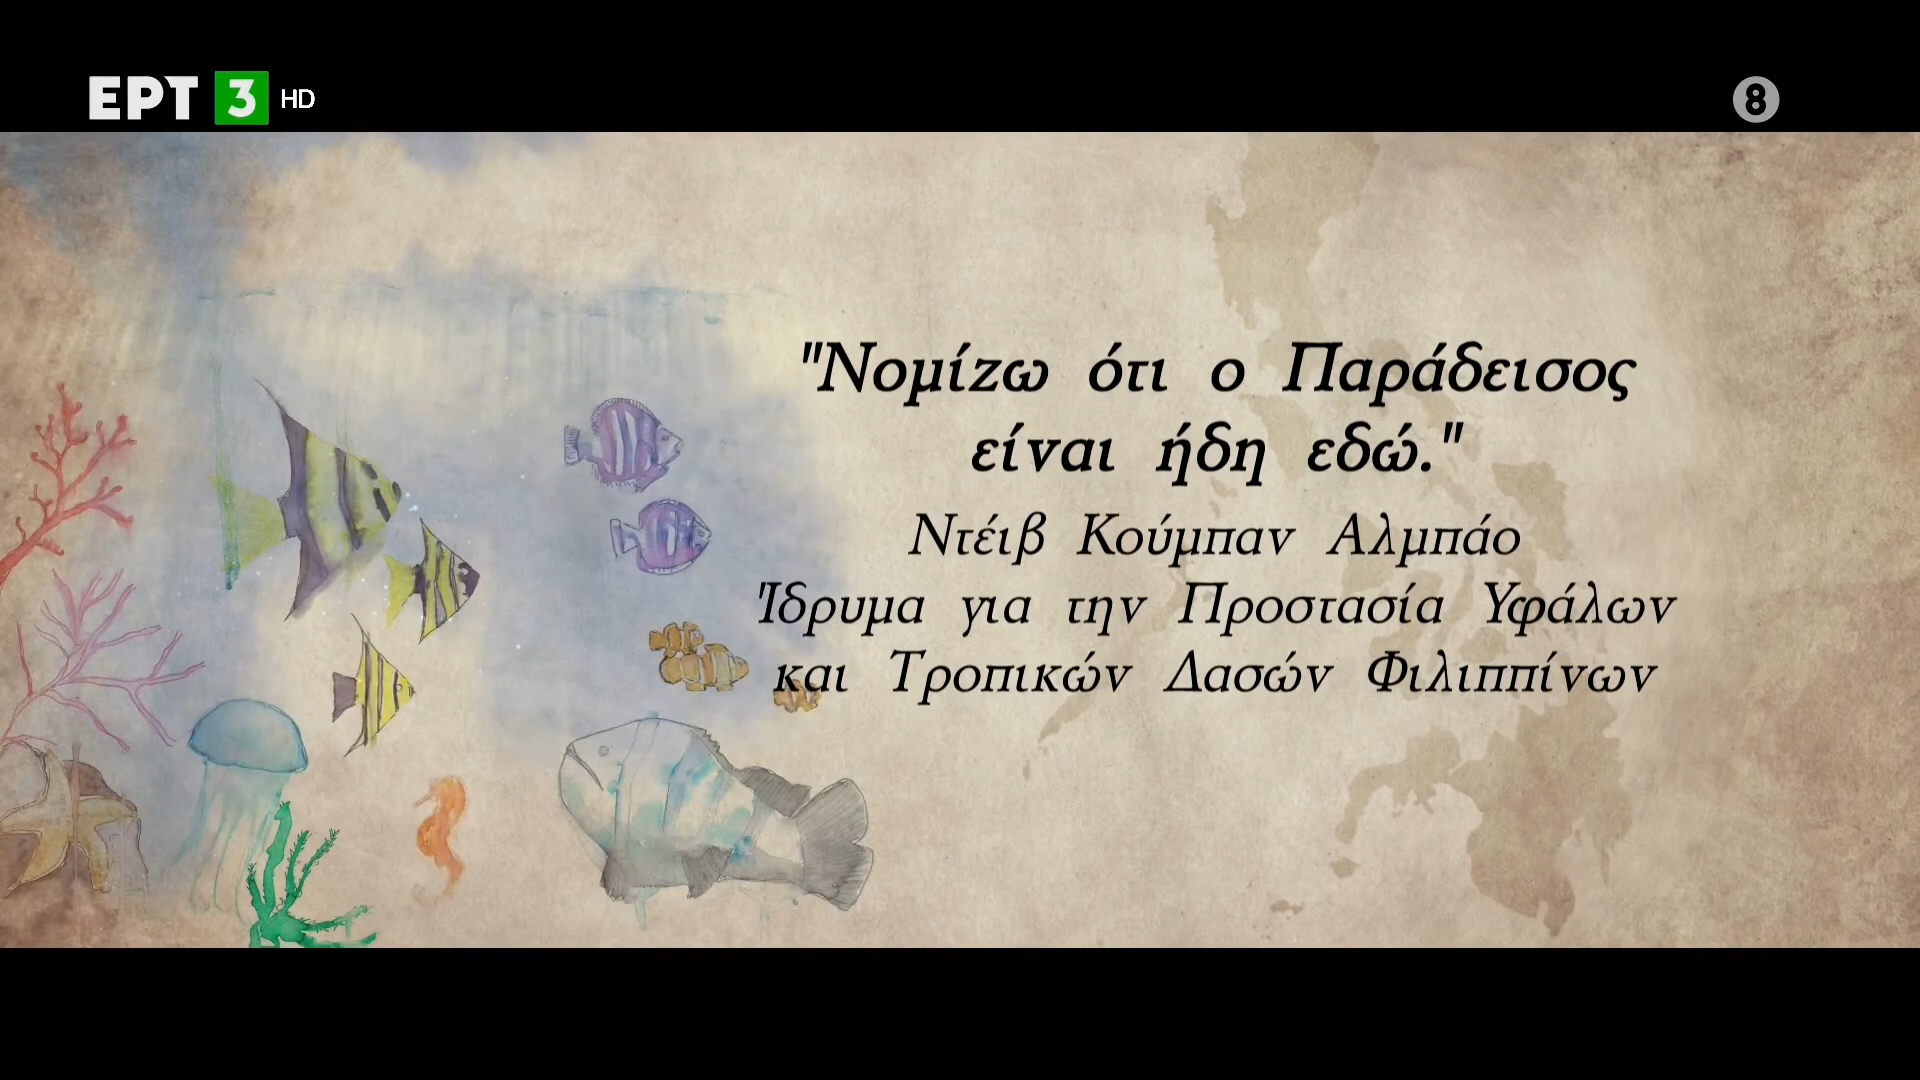 ΕΡΤ 3 HD
8
"Νομίζω ότι ο Παράδεισος
είναι ήδη εδώ."
Ντέιβ Κούμπαν Αλμπάο
Ίδρυμα για την Προστασία Υφάλων
και Τροπικών Δασών Φιλιππίνων